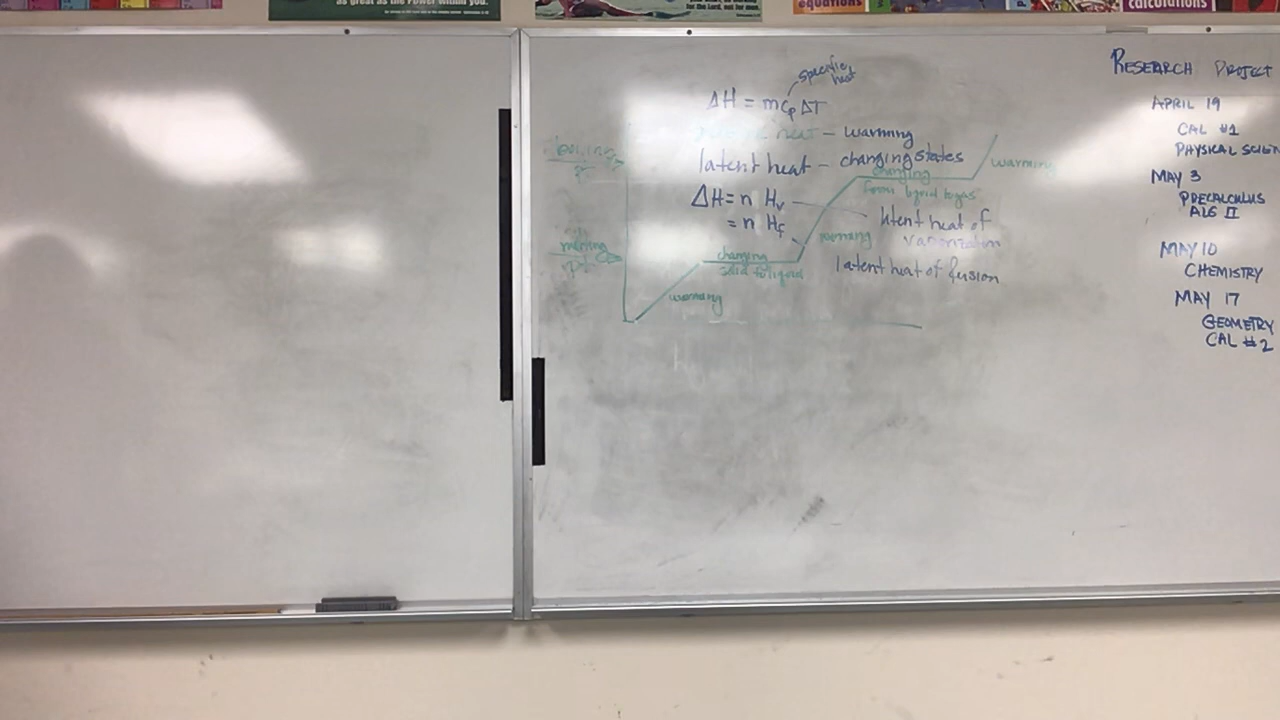 as great as the Power within you.
for the Lord, not for men.
equations
calculations
specific
heat
ΔH = mCpΔT
heat – warming
latent heat – changing states
ΔH = n Hv
= n Hf
latent heat of
vaporization
latent heat of fusion
boiling
pt
melting
pt
warming
changing
solid to liquid
warming
changing
from liquid to gas
warming
RESEARCH PROJECT
APRIL 19
CAL #1
PHYSICAL SCIEN
MAY 3
PRECALCULUS
ALG II
MAY 10
CHEMISTRY
MAY 17
GEOMETRY
CAL #2